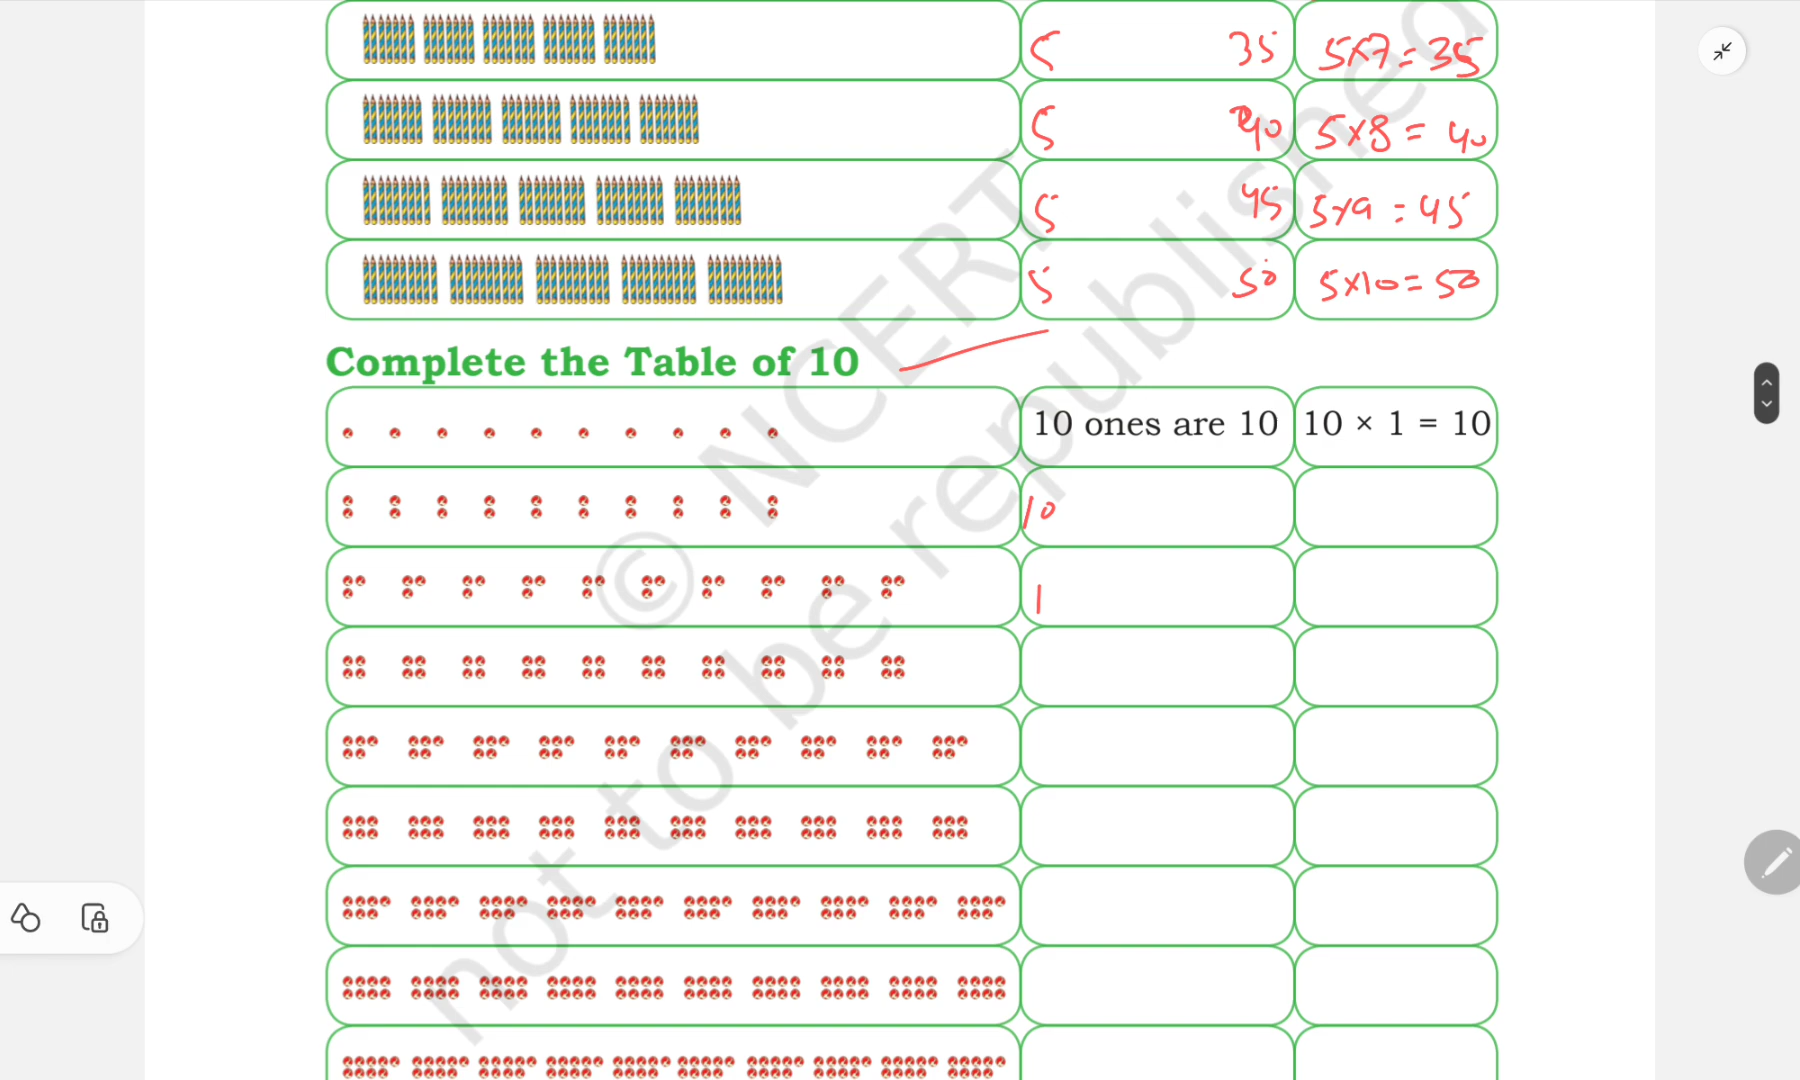 5 35 5×7=35
5 40 5×8=40
5 45 5×9=45
5 50 5×10=50
Complete the Table of 10
10 ones are 10 10 × 1 = 10
10
1
© NCERT
not to be republished